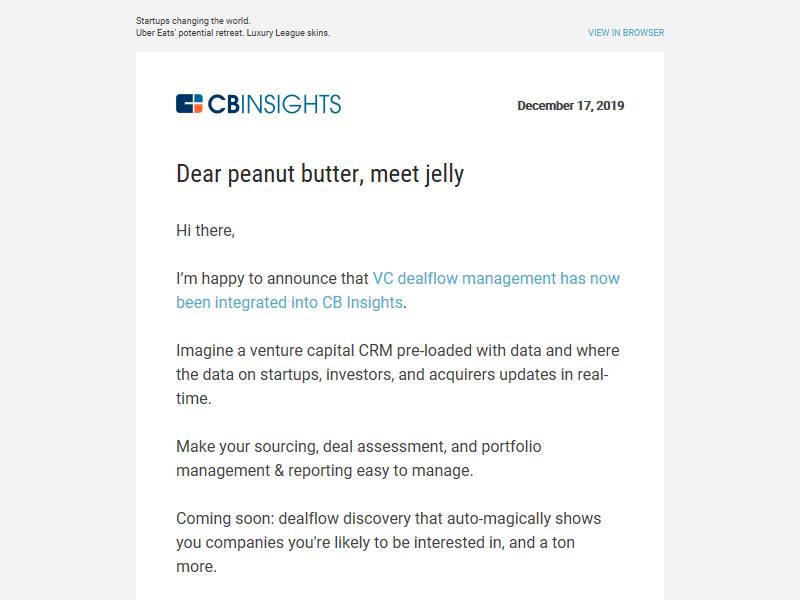 Startups changing the world.
Uber Eats' potential retreat. Luxury League skins.
VIEW IN BROWSER
CBINSIGHTS
December 17, 2019
Dear peanut butter, meet jelly
Hi there,
I’m happy to announce that VC dealflow management has now
been integrated into CB Insights.
Imagine a venture capital CRM pre-loaded with data and where
the data on startups, investors, and acquirers updates in real-
time.
Make your sourcing, deal assessment, and portfolio
management & reporting easy to manage.
Coming soon: dealflow discovery that auto-magically shows
you companies you're likely to be interested in, and a ton
more.